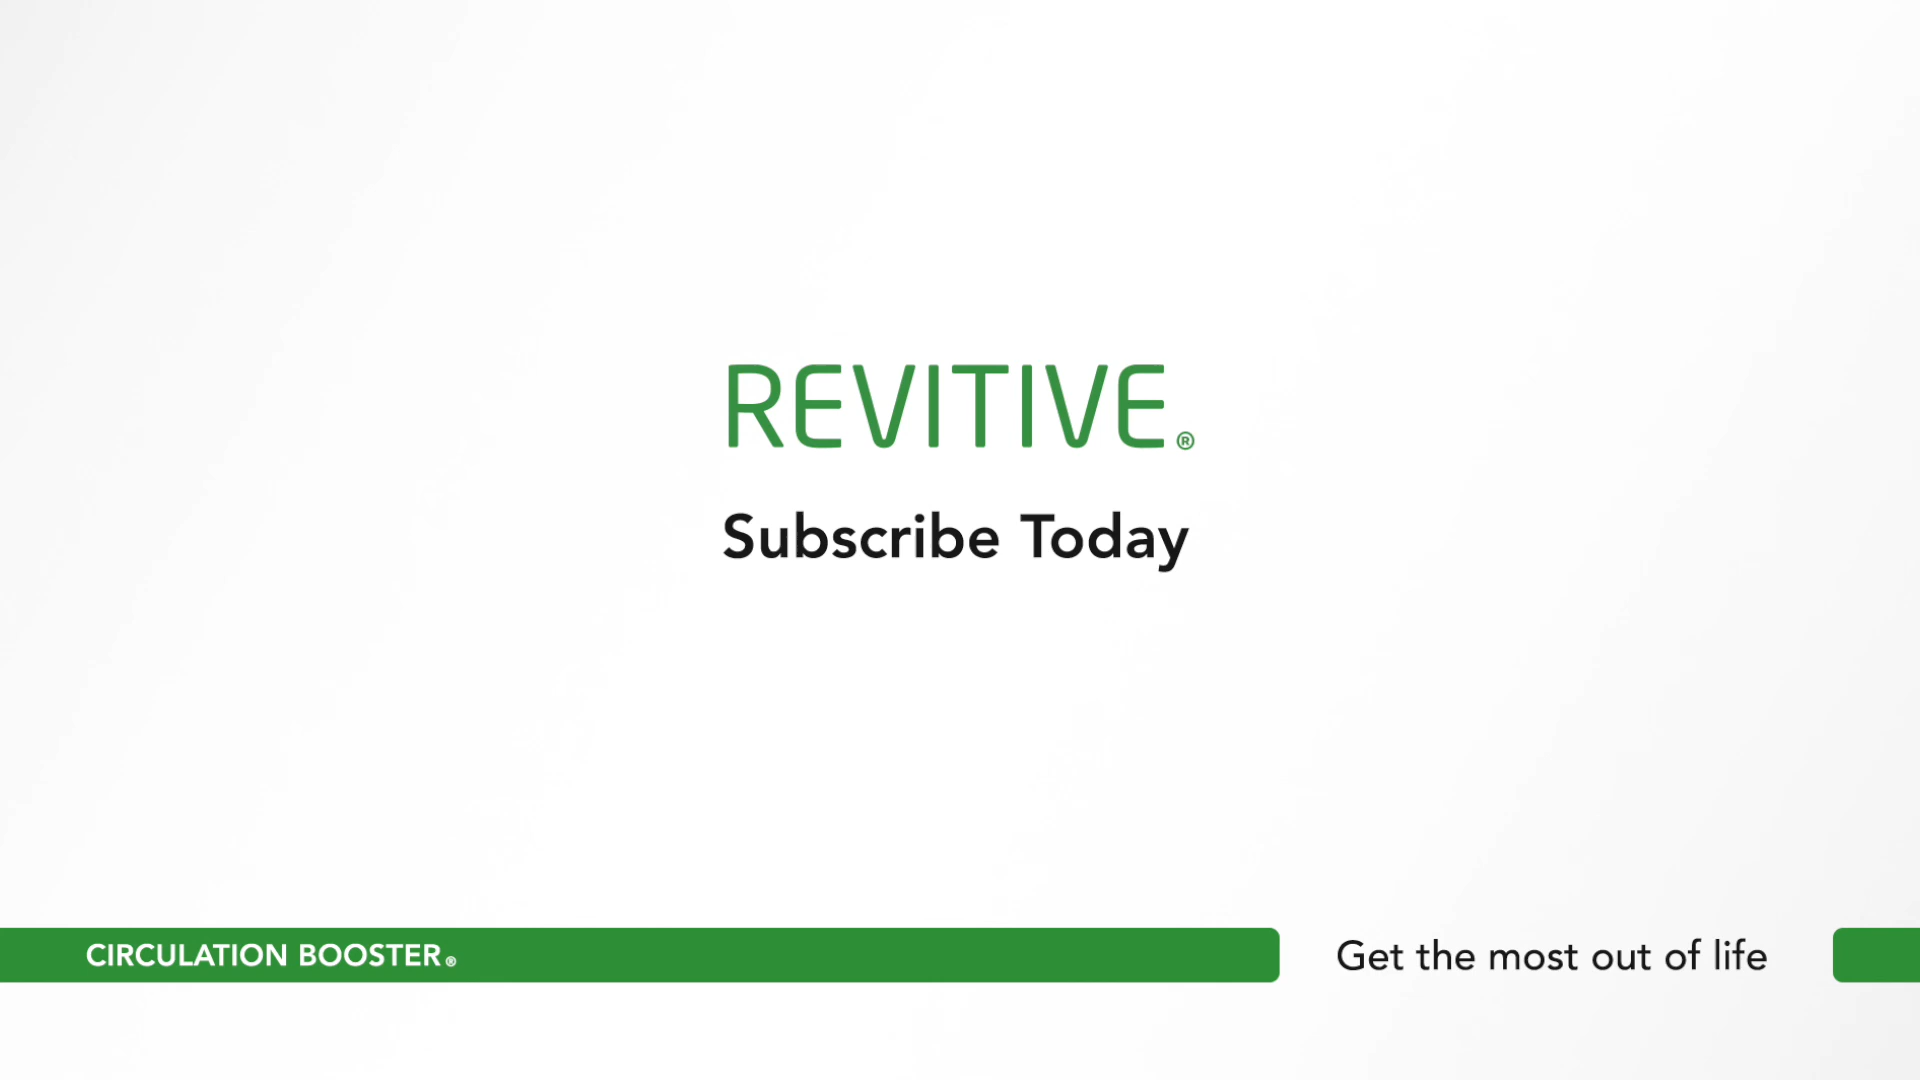 REVITIVE®
Subscribe Today
CIRCULATION BOOSTER®
Get the most out of life